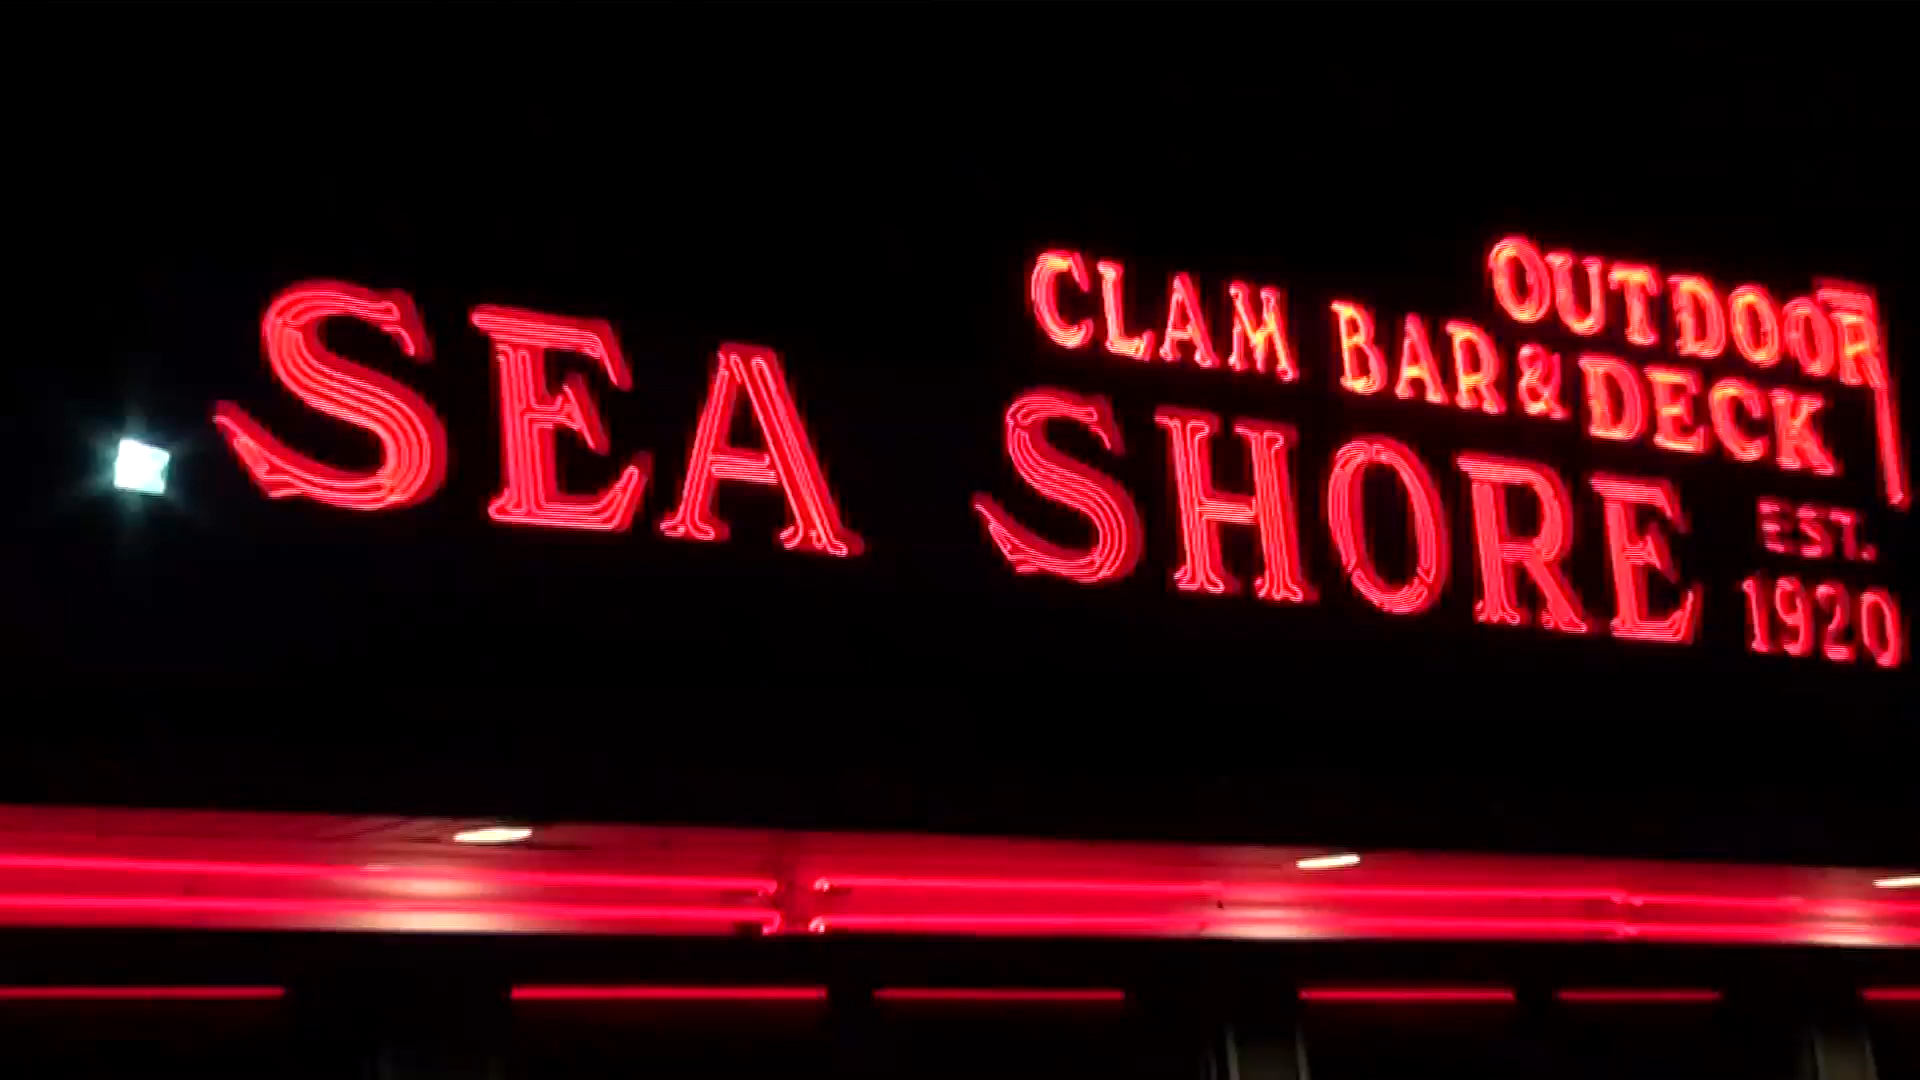 OUTDOOR
CLAM BAR & DECK
SEA SHORE
EST.
1920